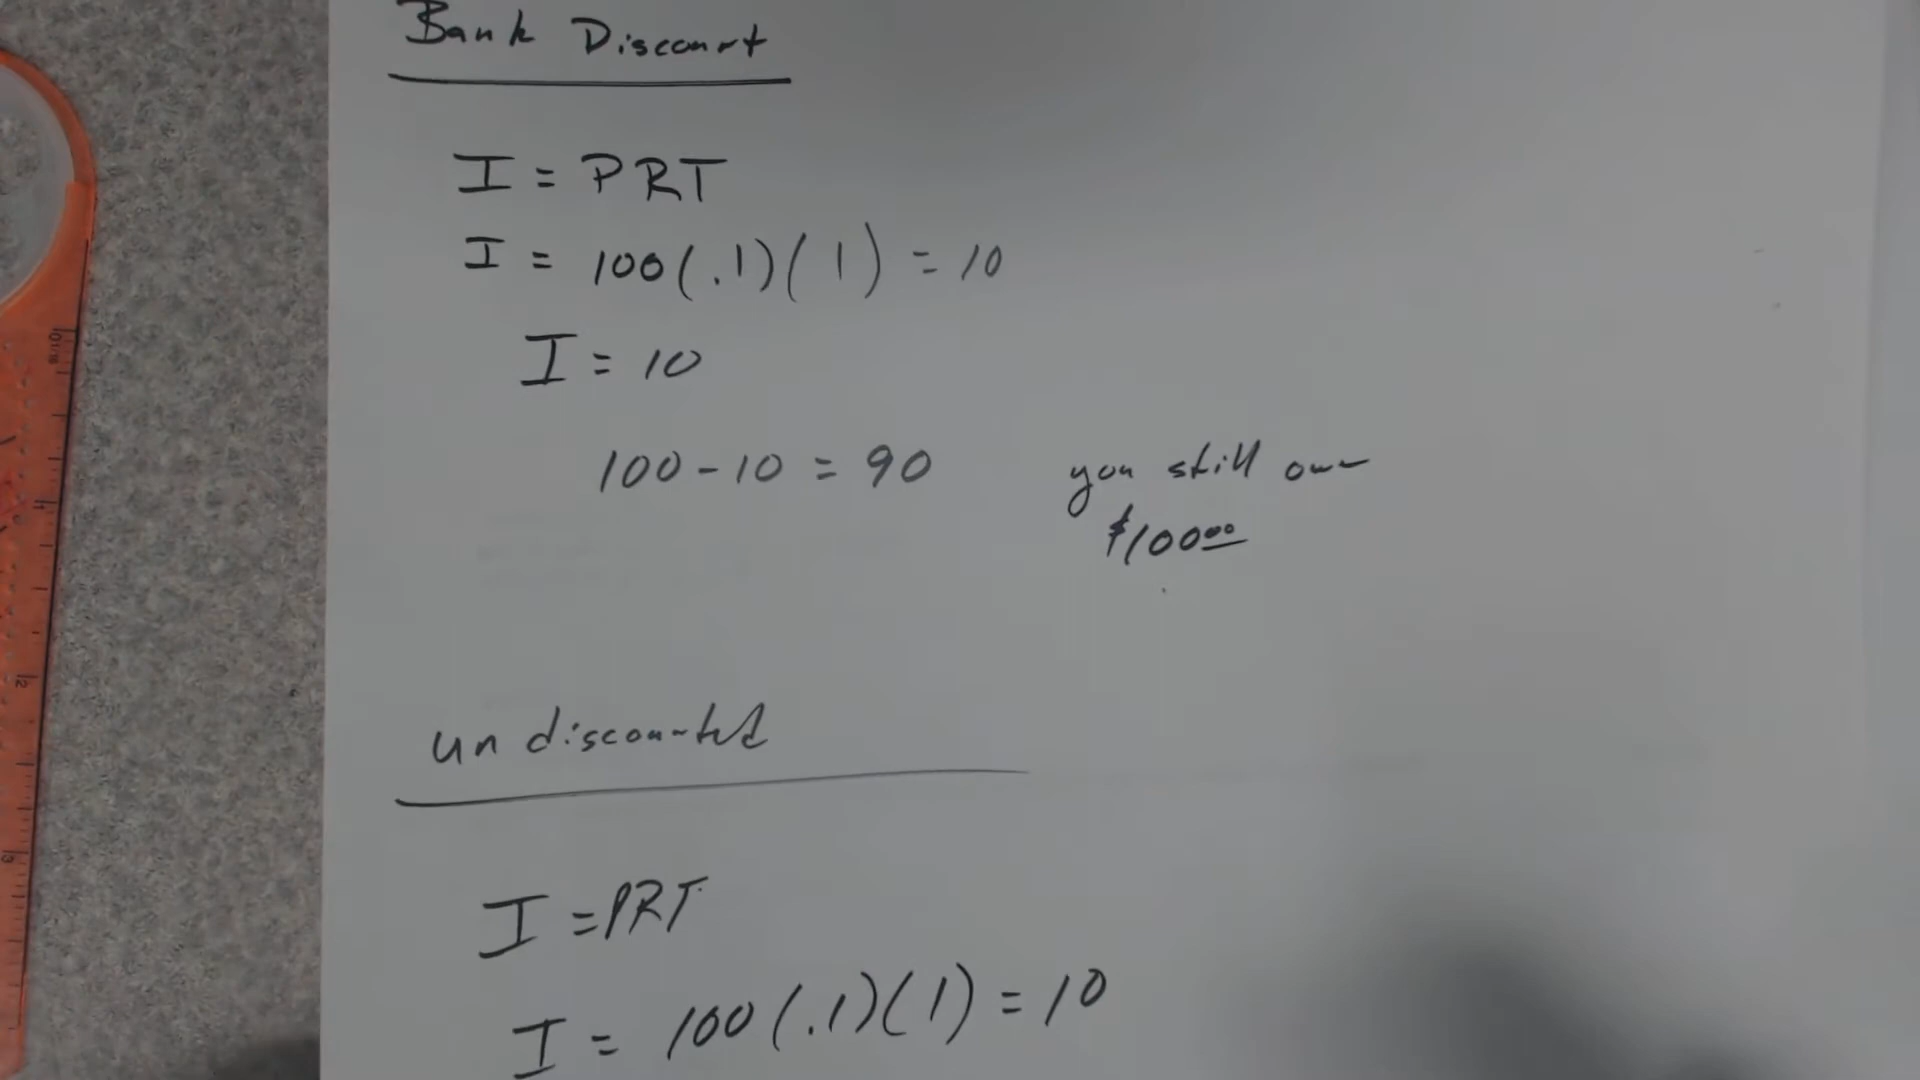 Bank Discount
I = PRT
I = 100(.1)(1) = 10
I = 10
100 - 10 = 90
you still owe
$100.00
undiscounted
I = PRT
I = 100(.1)(1) = 10